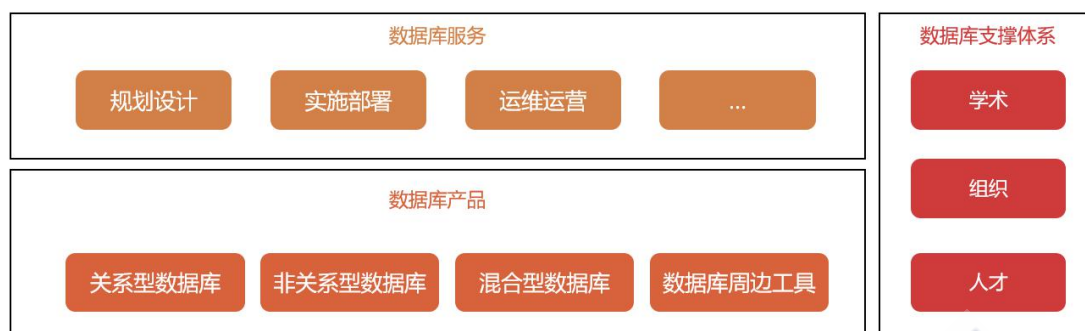 数据库服务
规划设计
实施部署
运维运营
...
数据库产品
关系型数据库
非关系型数据库
混合型数据库
数据库周边工具
数据库支撑体系
学术
组织
人才